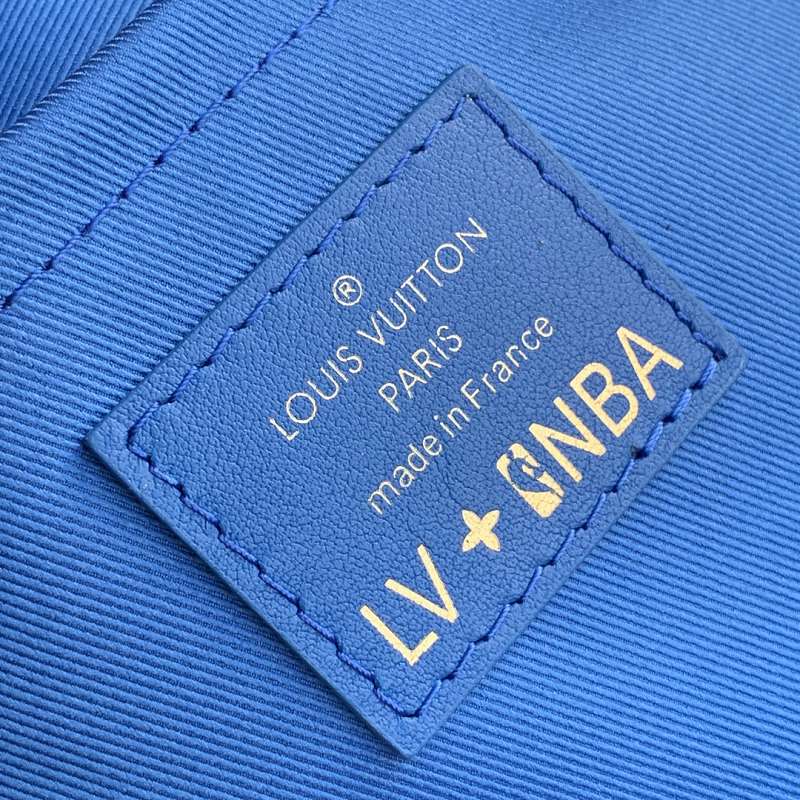 ®
LOUIS VUITTON
PARIS
made in France
LV NBA